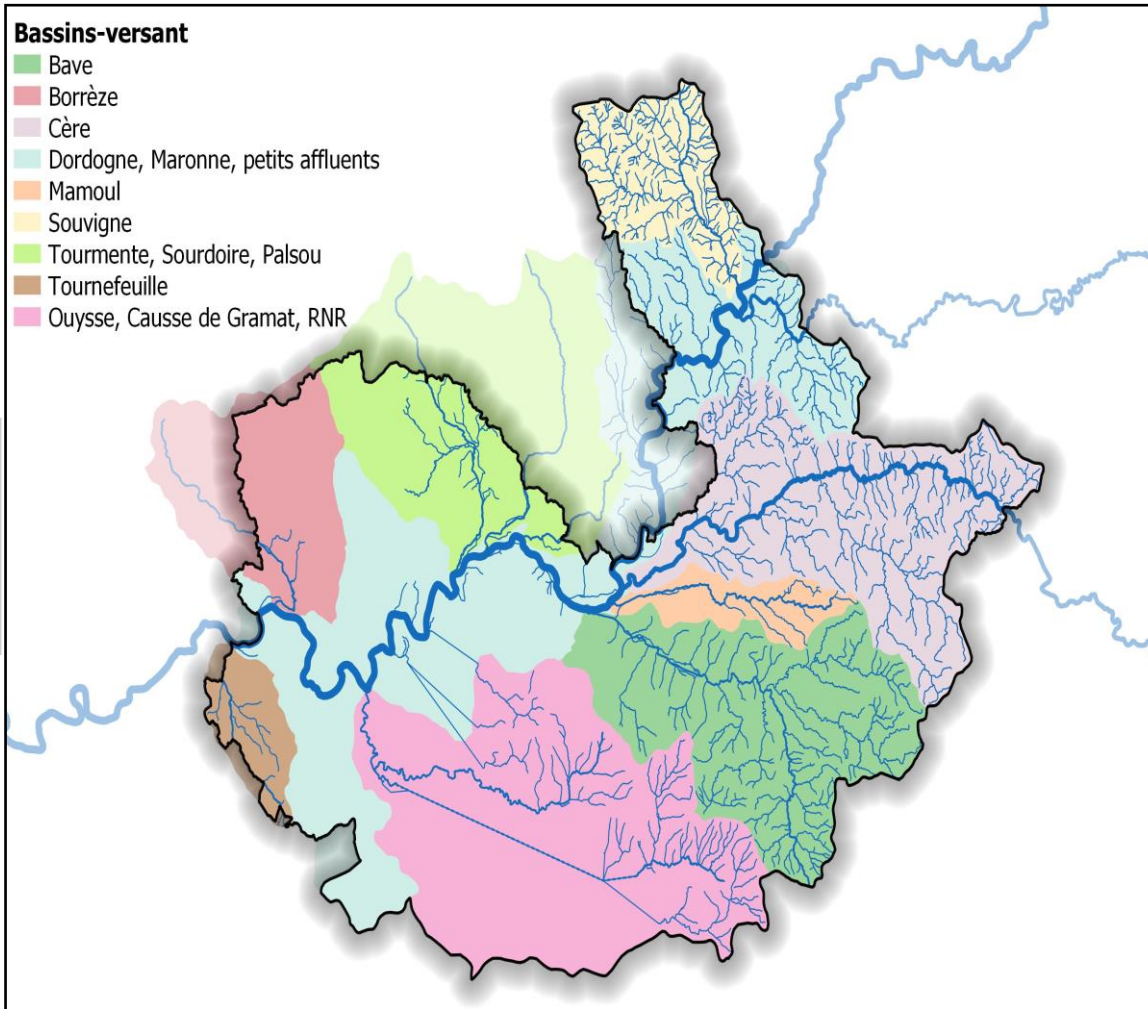 Bassins-versant
Bave
Borrèze
Cère
Dordogne, Maronne, petits affluents
Mamoul
Souvigne
Tourmente, Sourdoire, Palsou
Tournefeuille
Ouysse, Causse de Gramat, RNR